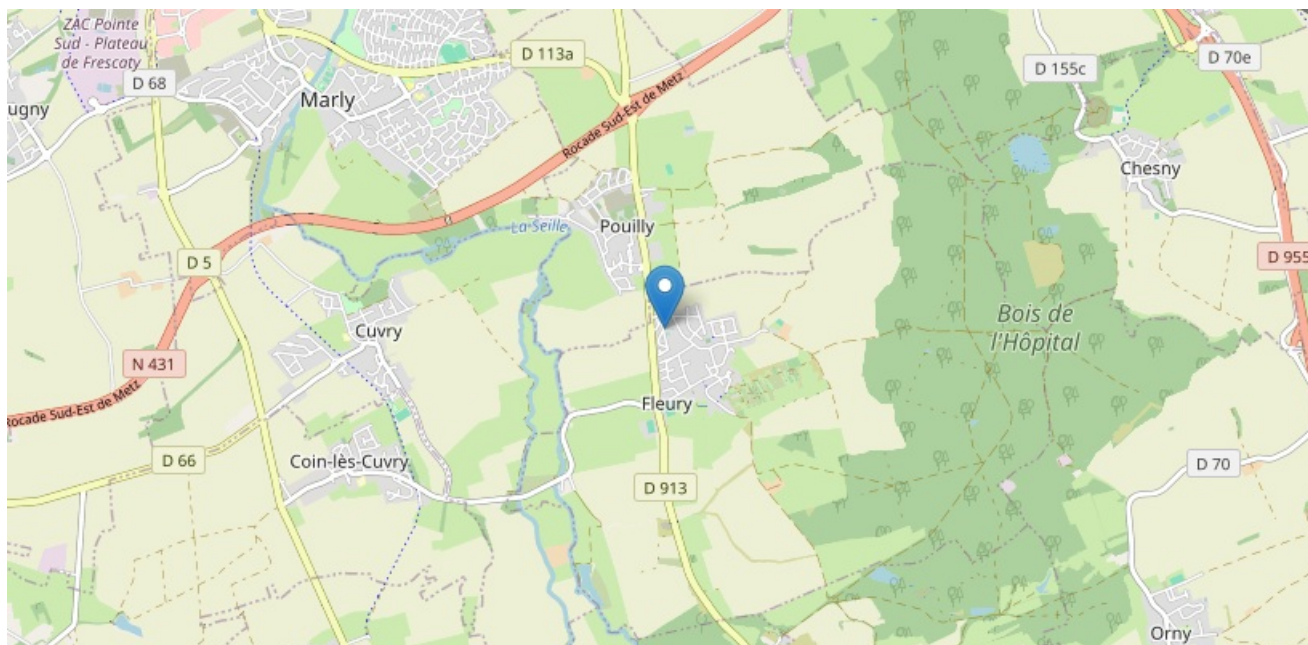 ZAC Pointe
Sud - Plateau
de Frescaty
D 68
ugny
Marly
D 113a
Rocade Sud-Est de Metz
D 155c
D 70e
Chesny
La Seille
Pouilly
D 5
D 955
Cuvry
Bois de
l'Hôpital
N 431
Rocade Sud-Est de Metz
Fleury
D 66
Coin-lès-Cuvry
D 913
D 70
Orny